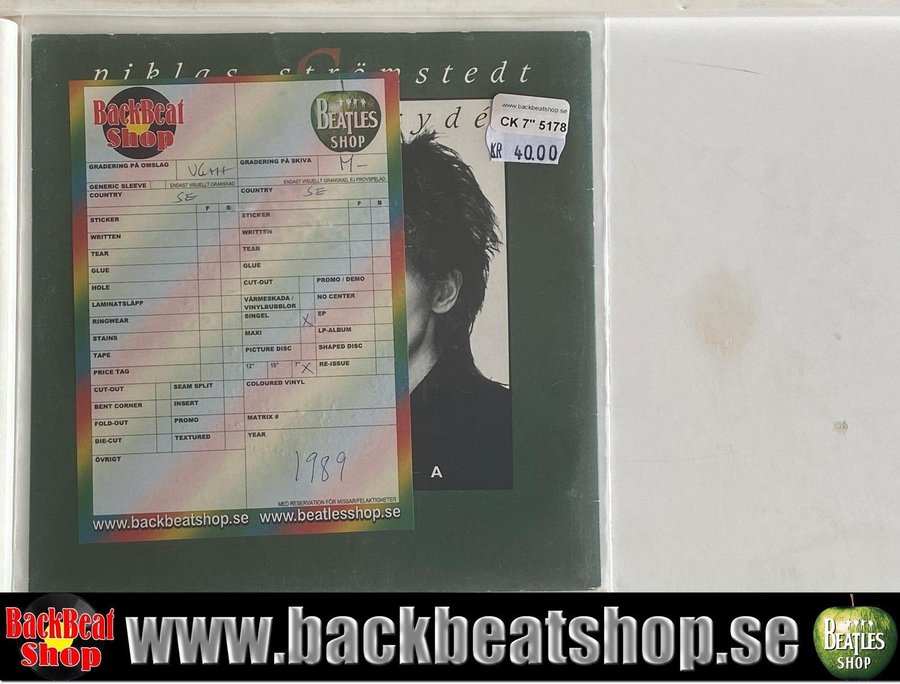 niklas strömstedt
ydé
BackBeat
Shop
BEATLES
SHOP
www.backbeatshop.se
CK 7" 5178
KR 40.00
GRADERING PÅ OMSLAG VG++
GRADERING PÅ SKIVA M-
GENERIC SLEEVE
ENDAST VISUELLT GRANSKAD
ENDAST VISUELLT GRANSKAD, EJ PROVSPELAD
COUNTRY SE
COUNTRY SE
F B
STICKER
WRITTEN
TEAR
GLUE
HOLE
LAMINATSLÄPP
RINGWEAR
STAINS
TAPE
PRICE TAG
CUT-OUT SEAM SPLIT
BENT CORNER INSERT
FOLD-OUT PROMO
DIE-CUT TEXTURED
ÖVRIGT
F B
STICKER
WRITTEN
TEAR
GLUE
CUT-OUT PROMO / DEMO
VÄRMESKADA / VINYLBUBBLOR NO CENTER
SINGEL X EP
MAXI LP-ALBUM
PICTURE DISC SHAPED DISC
12" 10" 7" X RE-ISSUE
COLOURED VINYL
MATRIX #
YEAR
1989
MED RESERVATION FÖR MISSAR/FELAKTIGHETER
www.backbeatshop.se www.beatlesshop.se
A
BackBeat
Shop
www.backbeatshop.se
BEATLES
SHOP